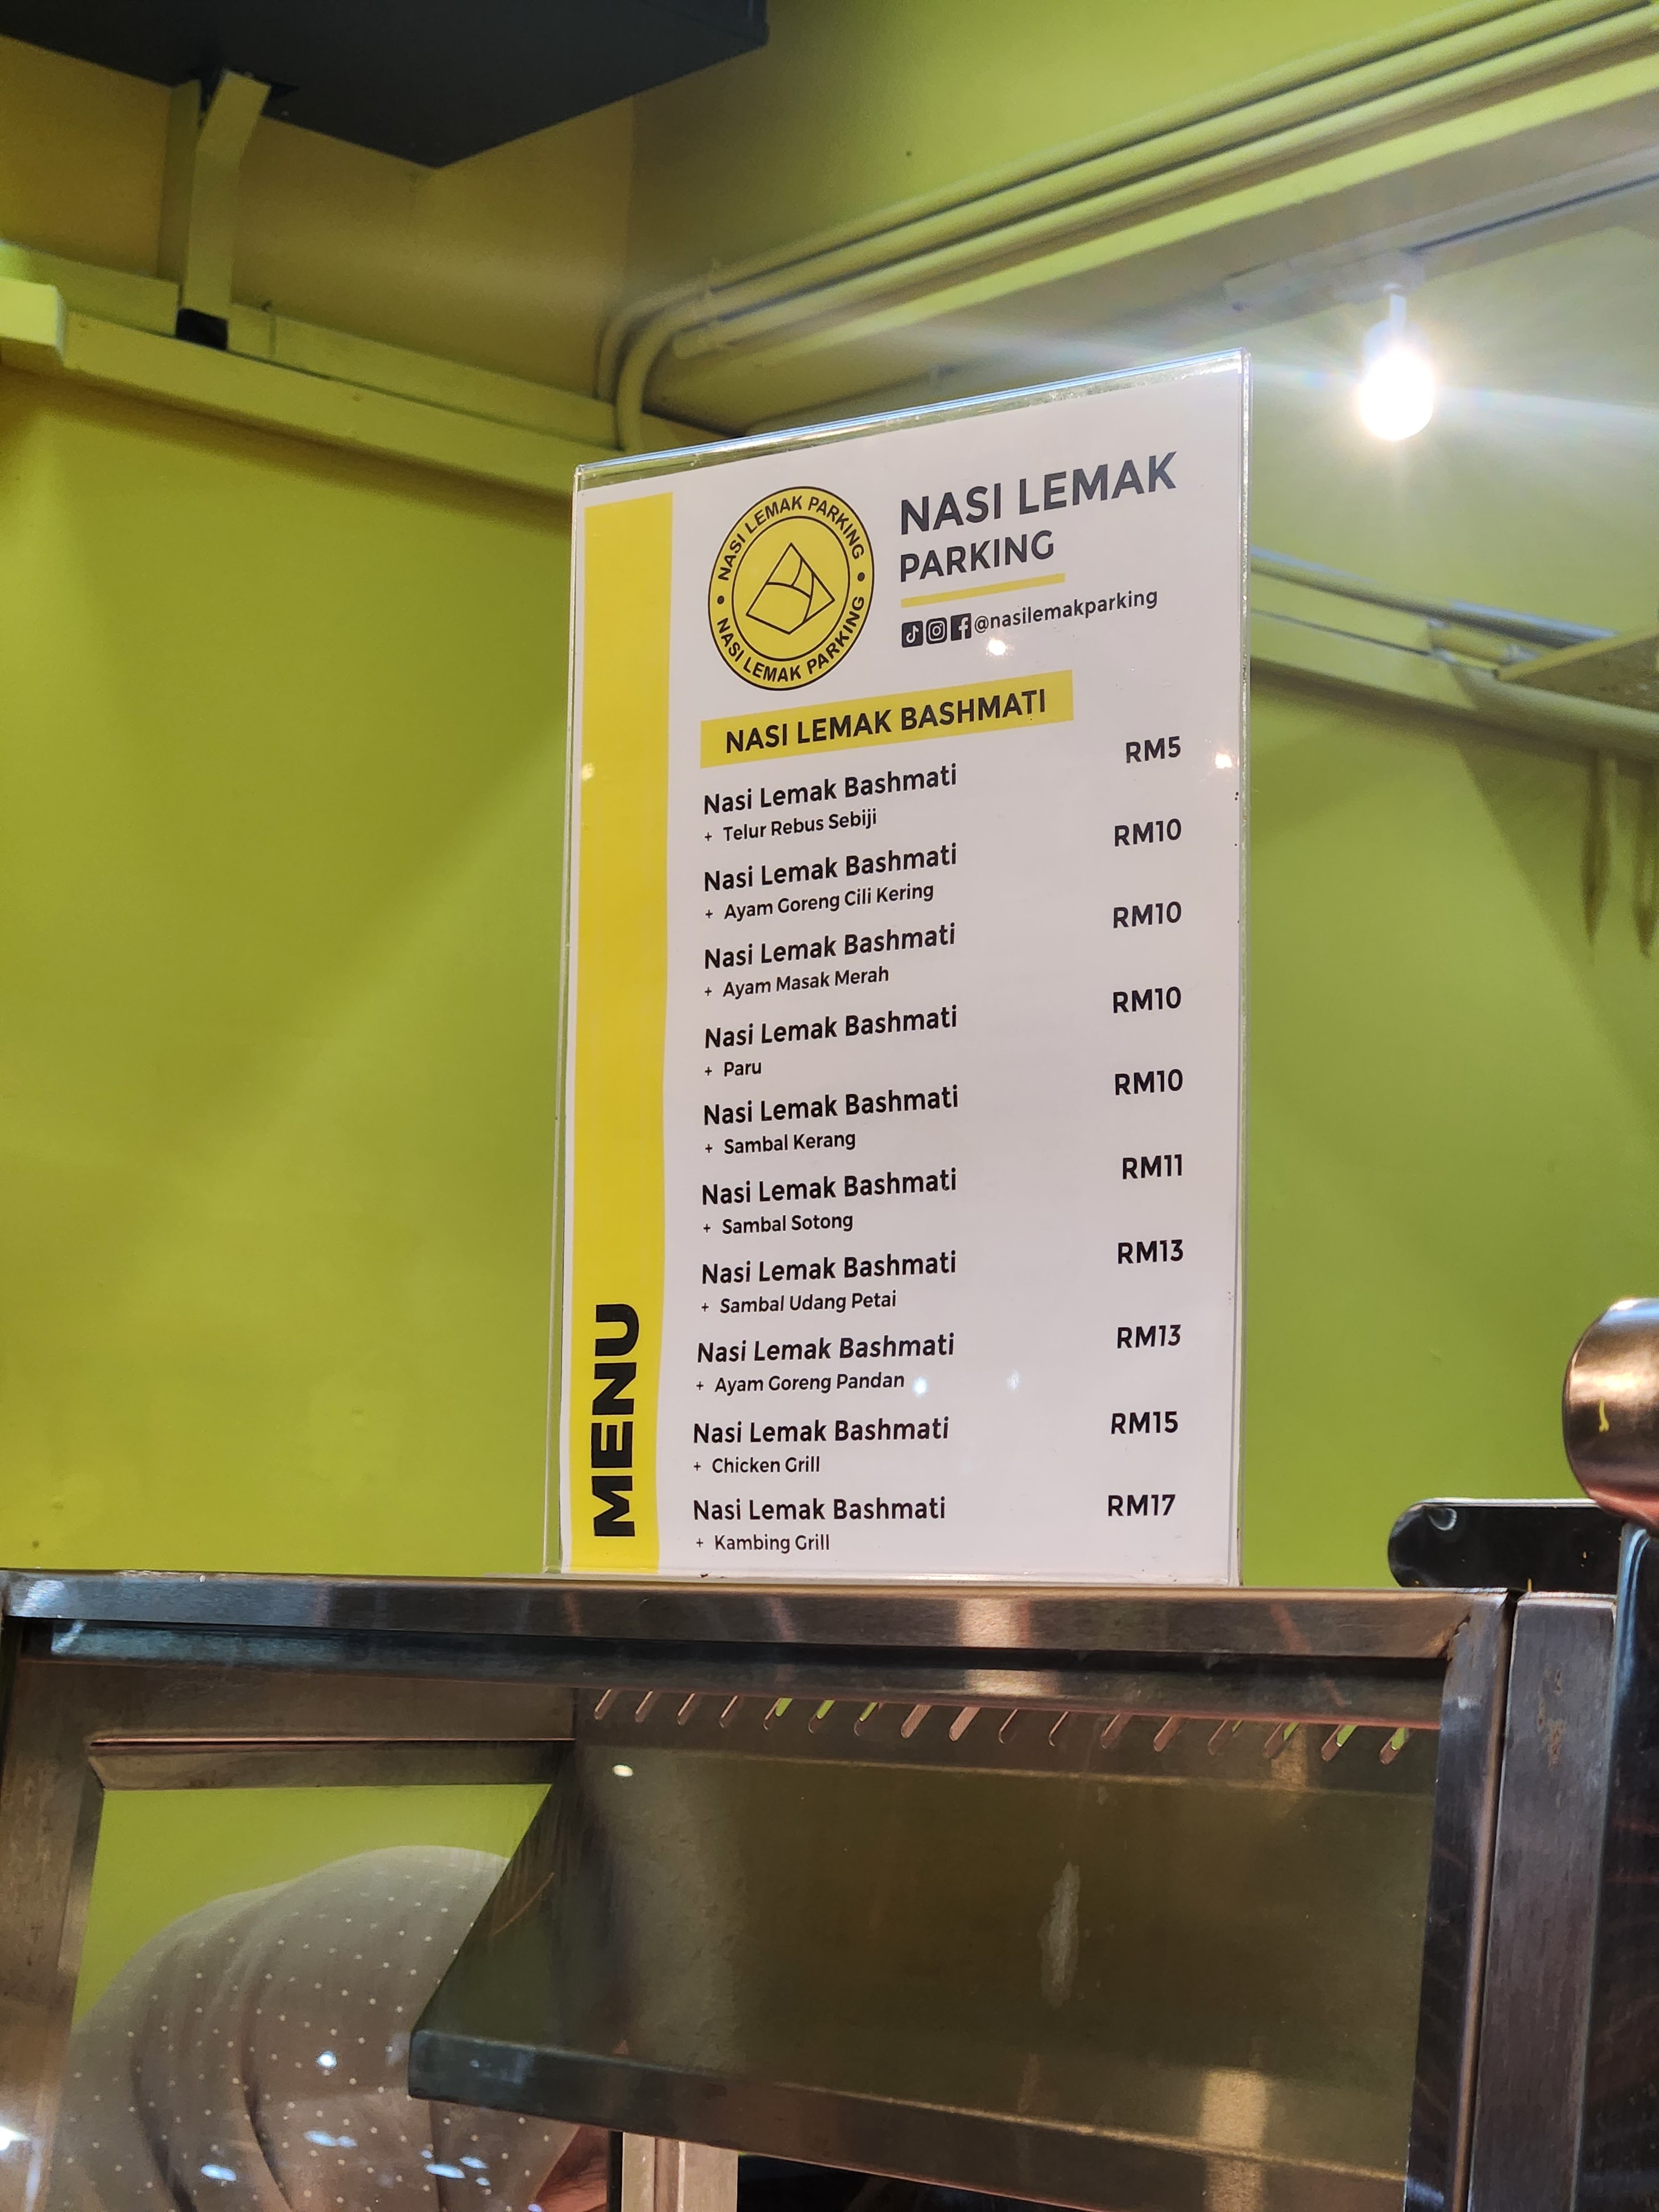 NASI LEMAK PARKING
NASI LEMAK PARKING
NASI LEMAK
PARKING
@nasilemakparking
NASI LEMAK BASHMATI
Nasi Lemak Bashmati RM5
+ Telur Rebus Sebiji
Nasi Lemak Bashmati RM10
+ Ayam Goreng Cili Kering
Nasi Lemak Bashmati RM10
+ Ayam Masak Merah
Nasi Lemak Bashmati RM10
+ Paru
Nasi Lemak Bashmati RM10
+ Sambal Kerang
Nasi Lemak Bashmati RM11
+ Sambal Sotong
Nasi Lemak Bashmati RM13
+ Sambal Udang Petai
Nasi Lemak Bashmati RM13
+ Ayam Goreng Pandan
Nasi Lemak Bashmati RM15
+ Chicken Grill
Nasi Lemak Bashmati RM17
+ Kambing Grill
MENU